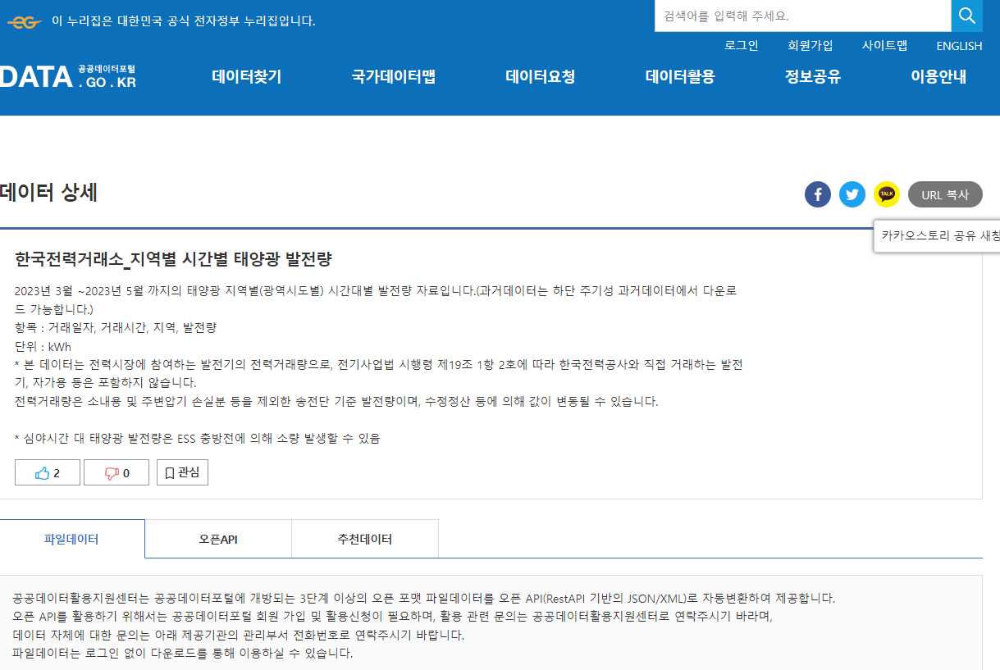 이 누리집은 대한민국 공식 전자정부 누리집입니다.
검색어를 입력해 주세요.
로그인 회원가입 사이트맵 ENGLISH
DATA 공공데이터포털 . GO . KR
데이터찾기 국가데이터맵 데이터요청 데이터활용 정보공유 이용안내
데이터 상세
TALK
URL 복사
카카오스토리 공유 새창
한국전력거래소_지역별 시간별 태양광 발전량
2023년 3월 ~2023년 5월 까지의 태양광 지역별(광역시도별) 시간대별 발전량 자료입니다.(과거데이터는 하단 주기성 과거데이터에서 다운로
드 가능합니다.)
항목 : 거래일자, 거래시간, 지역, 발전량
단위 : kWh
* 본 데이터는 전력시장에 참여하는 발전기의 전력거래량으로, 전기사업법 시행령 제19조 1항 2호에 따라 한국전력공사와 직접 거래하는 발전
기, 자가용 등은 포함하지 않습니다.
전력거래량은 소내용 및 주변압기 손실분 등을 제외한 송전단 기준 발전량이며, 수정정산 등에 의해 값이 변동될 수 있습니다.
* 심야시간 대 태양광 발전량은 ESS 충방전에 의해 소량 발생할 수 있음
2 0 관심
파일데이터 오픈API 추천데이터
공공데이터활용지원센터는 공공데이터포털에 개방되는 3단계 이상의 오픈 포맷 파일데이터를 오픈 API(RestAPI 기반의 JSON/XML)로 자동변환하여 제공합니다.
오픈 API를 활용하기 위해서는 공공데이터포털 회원 가입 및 활용신청이 필요하며, 활용 관련 문의는 공공데이터활용지원센터로 연락주시기 바라며,
데이터 자체에 대한 문의는 아래 제공기관의 관리부서 전화번호로 연락주시기 바랍니다.
파일데이터는 로그인 없이 다운로드를 통해 이용하실 수 있습니다.